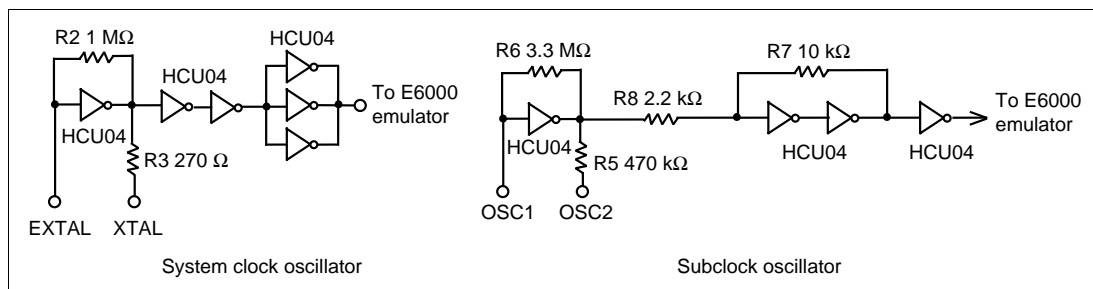 R2 1 MΩ
HCU04
HCU04
HCU04
To E6000
emulator
R3 270 Ω
EXTAL
XTAL
System clock oscillator
R6 3.3 MΩ
R7 10 kΩ
R8 2.2 kΩ
To E6000
emulator
HCU04
HCU04
HCU04
R5 470 kΩ
OSC1
OSC2
Subclock oscillator